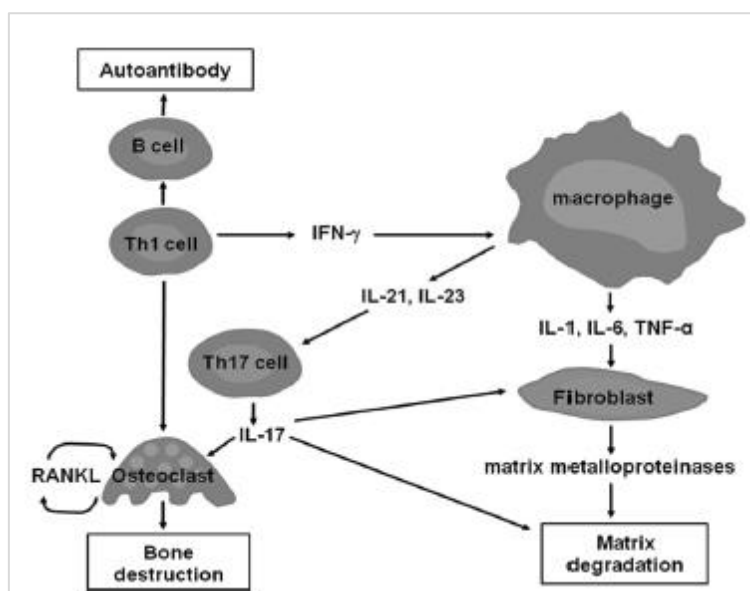 Autoantibody
B cell
macrophage
Th1 cell
IFN-γ
IL-21, IL-23
IL-1, IL-6, TNF-α
Th17 cell
Fibroblast
IL-17
RANKL
Osteoclast
matrix metalloproteinases
Bone
destruction
Matrix
degradation